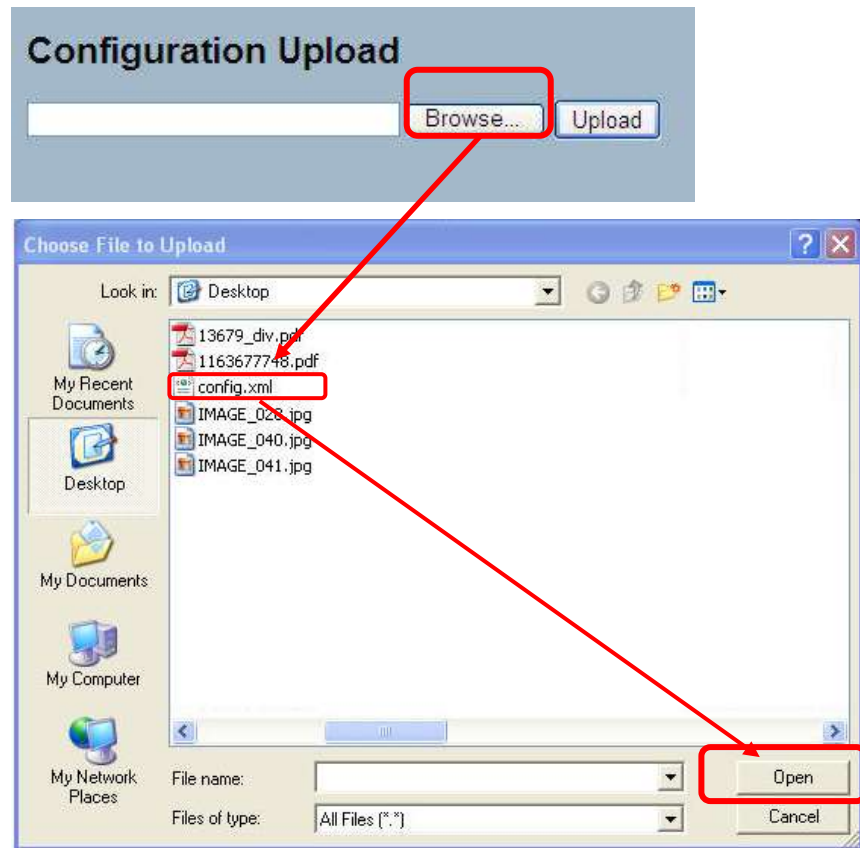 Configuration Upload
Browse... Upload
Choose File to Upload
Look in: Desktop
13679_div.pdf
1163677748.pdf
config.xml
IMAGE_028.jpg
IMAGE_040.jpg
IMAGE_041.jpg
My Recent
Documents
Desktop
My Documents
My Computer
My Network
Places
File name:
Open
Files of type: All Files (*.*)
Cancel